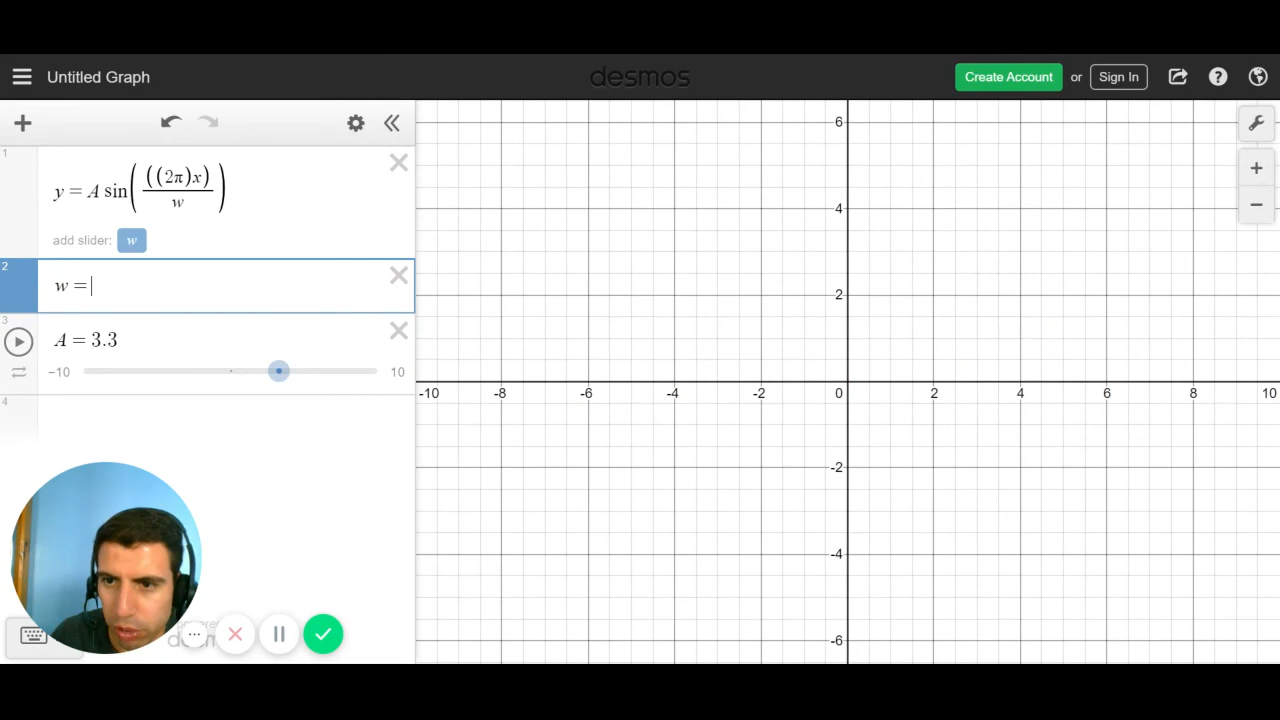 Untitled Graph
desmos
Create Account or Sign In
1
y = A sin(((2π)x)/w)
add slider: w
2
w =
3
A = 3.3
−10 10
4
6
4
2
-10 -8 -6 -4 -2 0 2 4 6 8 10
-2
-4
-6